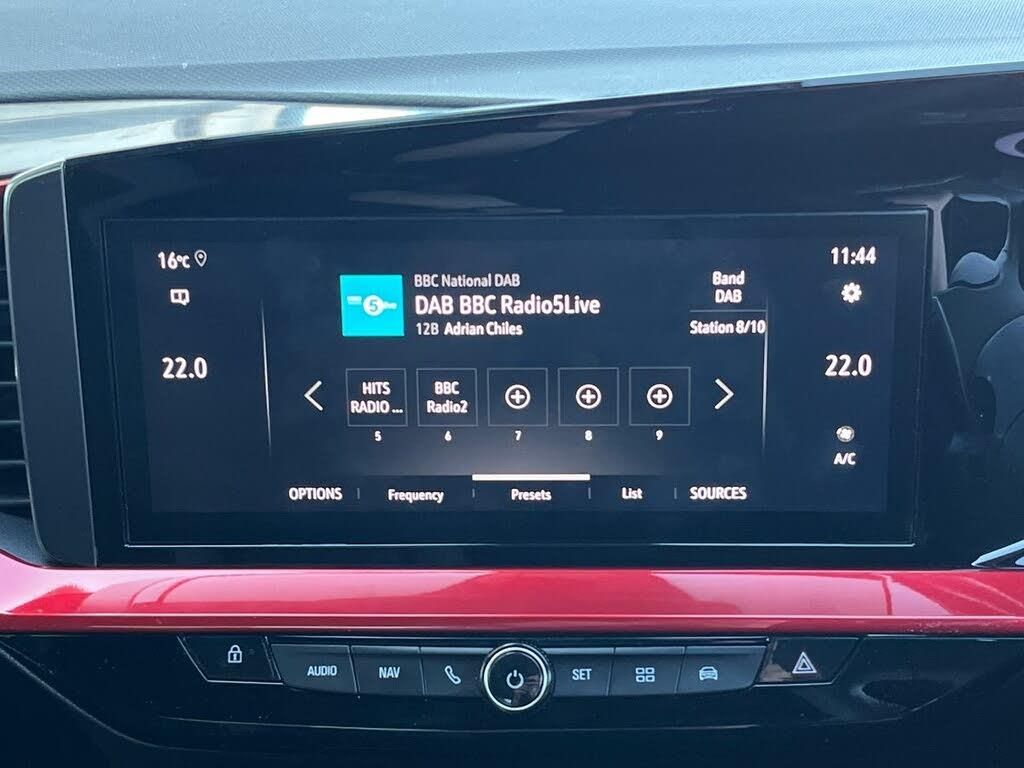 16°C
11:44
BBC National DAB
DAB BBC Radio5Live
12B Adrian Chiles
5 live
Band
DAB
Station 8/10
22.0
22.0
HITS
RADIO ...
BBC
Radio2
5
6
7
8
9
A/C
OPTIONS
Frequency
Presets
List
SOURCES
AUDIO
NAV
SET